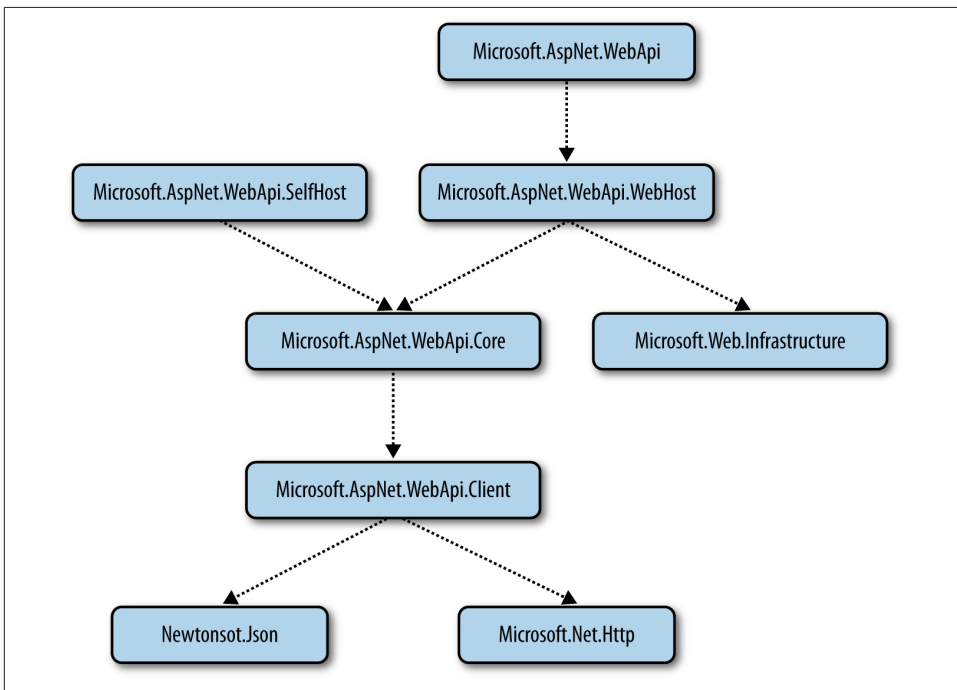 Microsoft.AspNet.WebApi
Microsoft.AspNet.WebApi.SelfHost
Microsoft.AspNet.WebApi.WebHost
Microsoft.AspNet.WebApi.Core
Microsoft.Web.Infrastructure
Microsoft.AspNet.WebApi.Client
Newtonsot.Json
Microsoft.Net.Http